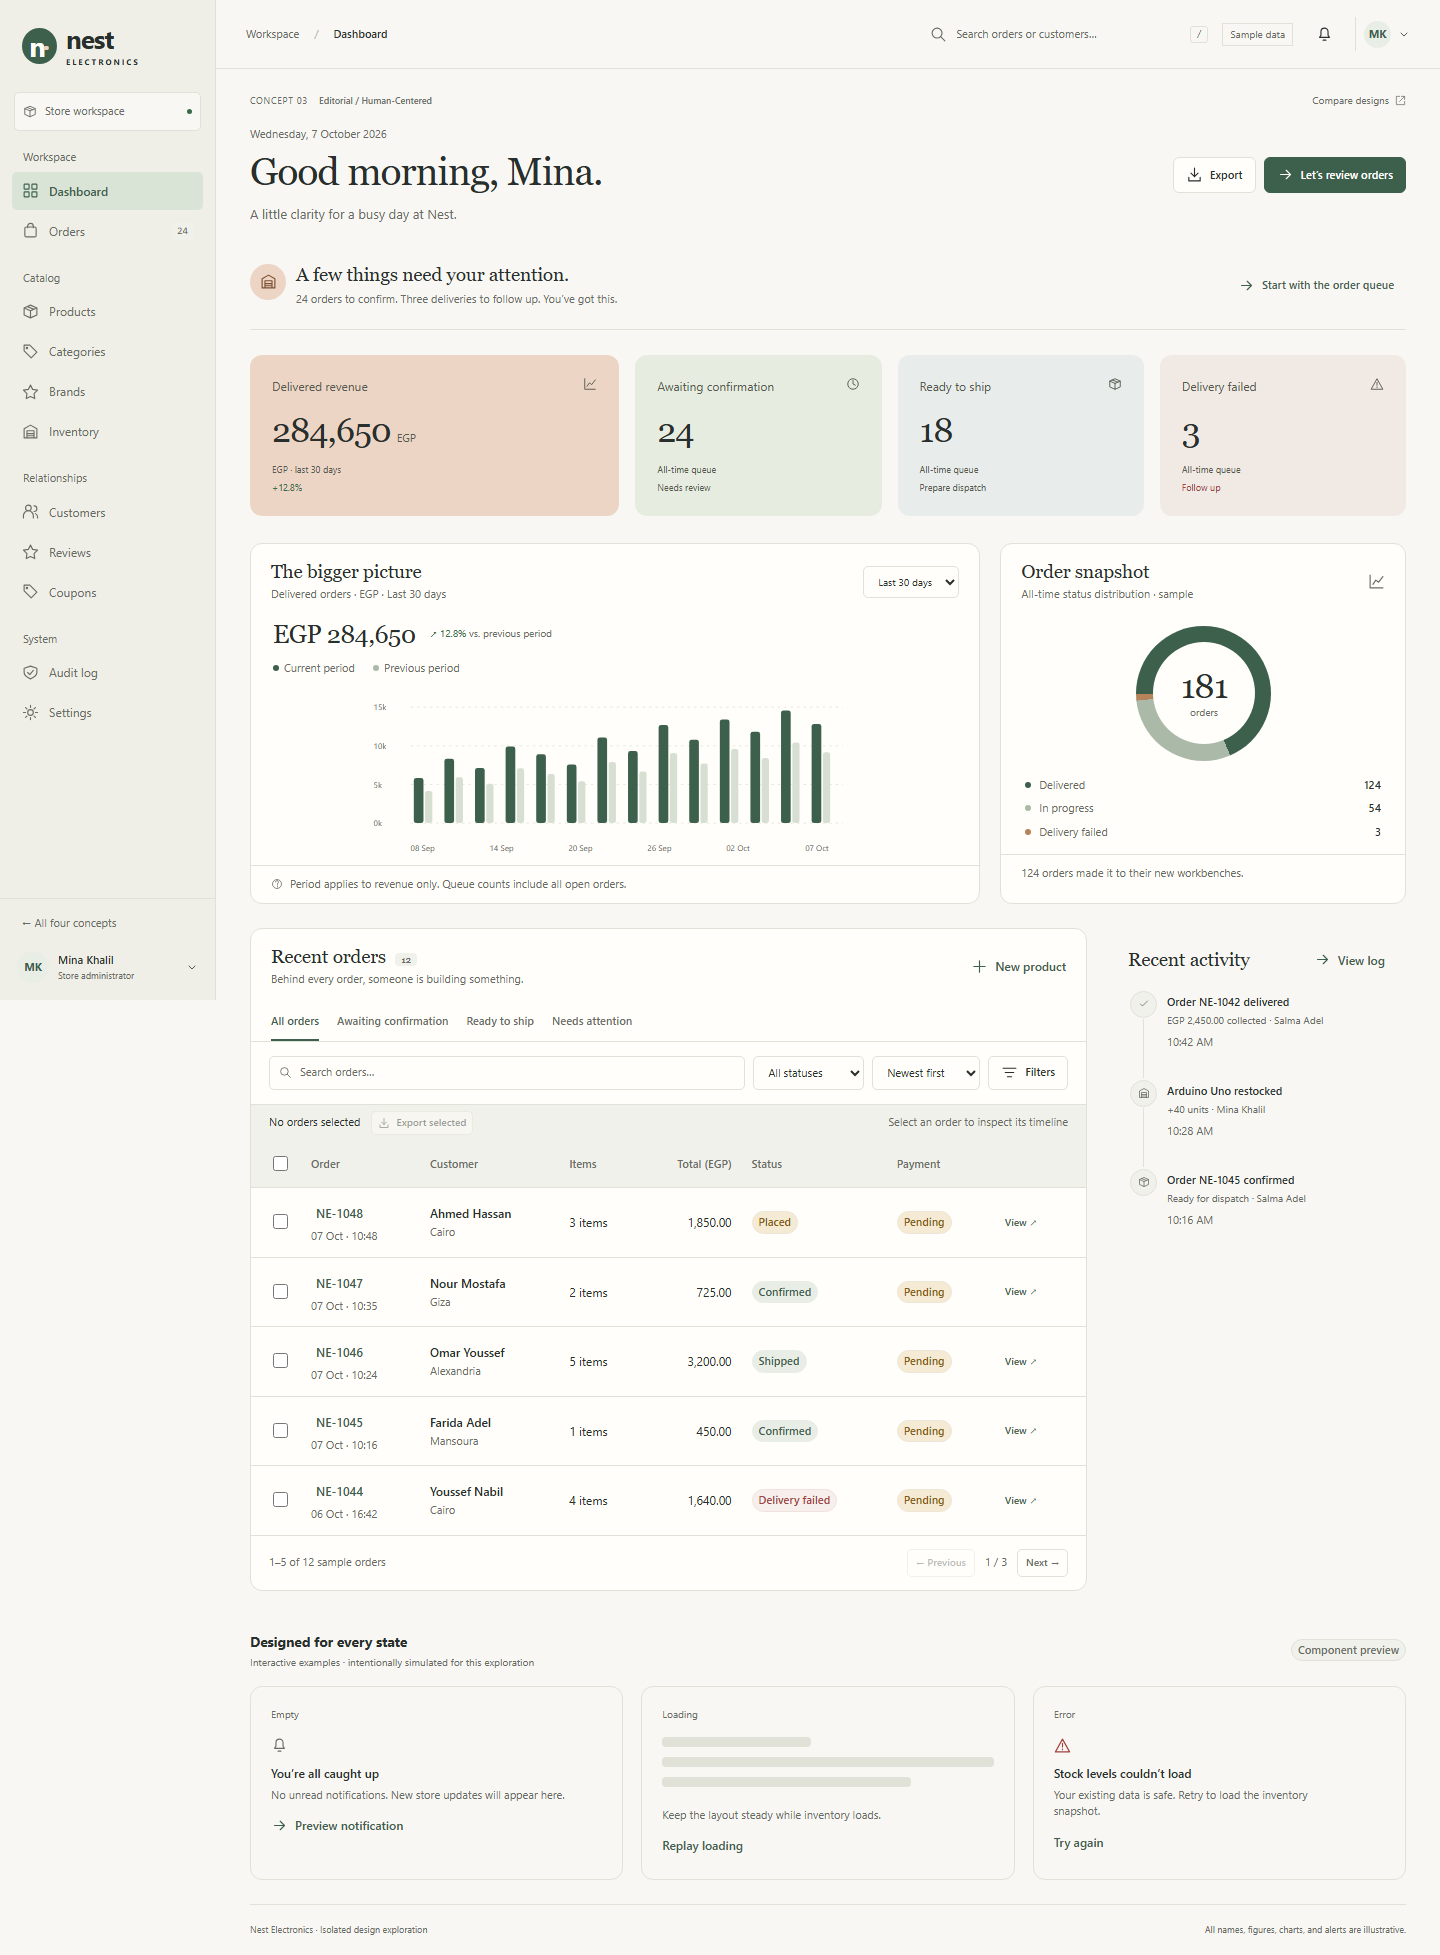 nest
ELECTRONICS
Store workspace
Workspace
Dashboard
Orders 24
Catalog
Products
Categories
Brands
Inventory
Relationships
Customers
Reviews
Coupons
System
Audit log
Settings
← All four concepts
MK Mina Khalil
Store administrator
Workspace / Dashboard
Search orders or customers... /
Sample data
MK
CONCEPT 03 Editorial / Human-Centered
Compare designs
Wednesday, 7 October 2026
Good morning, Mina.
A little clarity for a busy day at Nest.
Export
Let's review orders
A few things need your attention.
24 orders to confirm. Three deliveries to follow up. You've got this.
Start with the order queue
Delivered revenue
284,650 EGP
EGP · last 30 days
+12.8%
Awaiting confirmation
24
All-time queue
Needs review
Ready to ship
18
All-time queue
Prepare dispatch
Delivery failed
3
All-time queue
Follow up
The bigger picture
Delivered orders · EGP · Last 30 days
Last 30 days
EGP 284,650 ↗ 12.8% vs. previous period
Current period Previous period
15k
10k
5k
0k
08 Sep 14 Sep 20 Sep 26 Sep 02 Oct 07 Oct
Period applies to revenue only. Queue counts include all open orders.
Order snapshot
All-time status distribution · sample
181
orders
Delivered 124
In progress 54
Delivery failed 3
124 orders made it to their new workbenches.
Recent orders 12
Behind every order, someone is building something.
New product
All orders Awaiting confirmation Ready to ship Needs attention
Search orders...
All statuses
Newest first
Filters
No orders selected Export selected Select an order to inspect its timeline
Order Customer Items Total (EGP) Status Payment
NE-1048 Ahmed Hassan 3 items 1,850.00 Placed Pending View ↗
07 Oct · 10:48 Cairo
NE-1047 Nour Mostafa 2 items 725.00 Confirmed Pending View ↗
07 Oct · 10:35 Giza
NE-1046 Omar Youssef 5 items 3,200.00 Shipped Pending View ↗
07 Oct · 10:24 Alexandria
NE-1045 Farida Adel 1 items 450.00 Confirmed Pending View ↗
07 Oct · 10:16 Mansoura
NE-1044 Youssef Nabil 4 items 1,640.00 Delivery failed Pending View ↗
06 Oct · 16:42 Cairo
1–5 of 12 sample orders
← Previous 1 / 3 Next →
Recent activity
View log
Order NE-1042 delivered
EGP 2,450.00 collected · Salma Adel
10:42 AM
Arduino Uno restocked
+40 units · Mina Khalil
10:28 AM
Order NE-1045 confirmed
Ready for dispatch · Salma Adel
10:16 AM
Designed for every state
Interactive examples · intentionally simulated for this exploration
Component preview
Empty
You're all caught up
No unread notifications. New store updates will appear here.
Preview notification
Loading
Keep the layout steady while inventory loads.
Replay loading
Error
Stock levels couldn't load
Your existing data is safe. Retry to load the inventory
snapshot.
Try again
Nest Electronics · Isolated design exploration
All names, figures, charts, and alerts are illustrative.